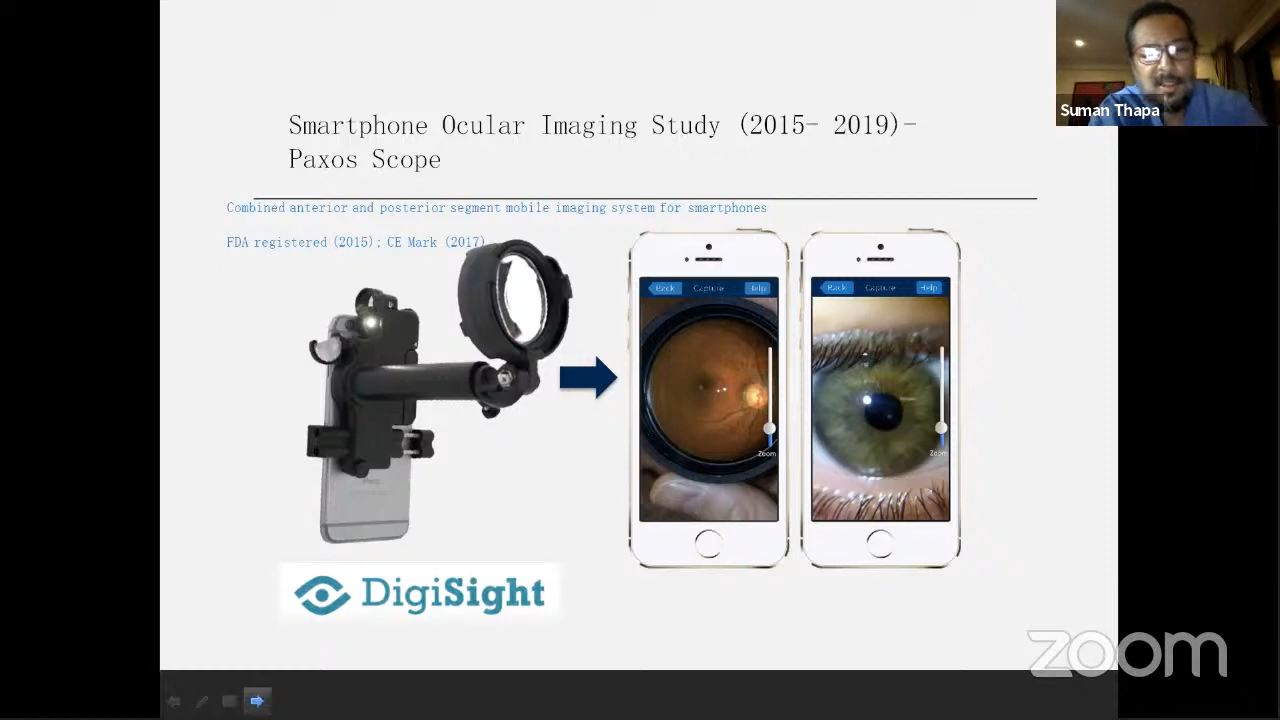 Smartphone Ocular Imaging Study (2015- 2019)-
Paxos Scope
Combined anterior and posterior segment mobile imaging system for smartphones
FDA registered (2015); CE Mark (2017)
Back Capture Help
Zoom
Back Capture Help
Zoom
DigiSight
Suman Thapa
zoom